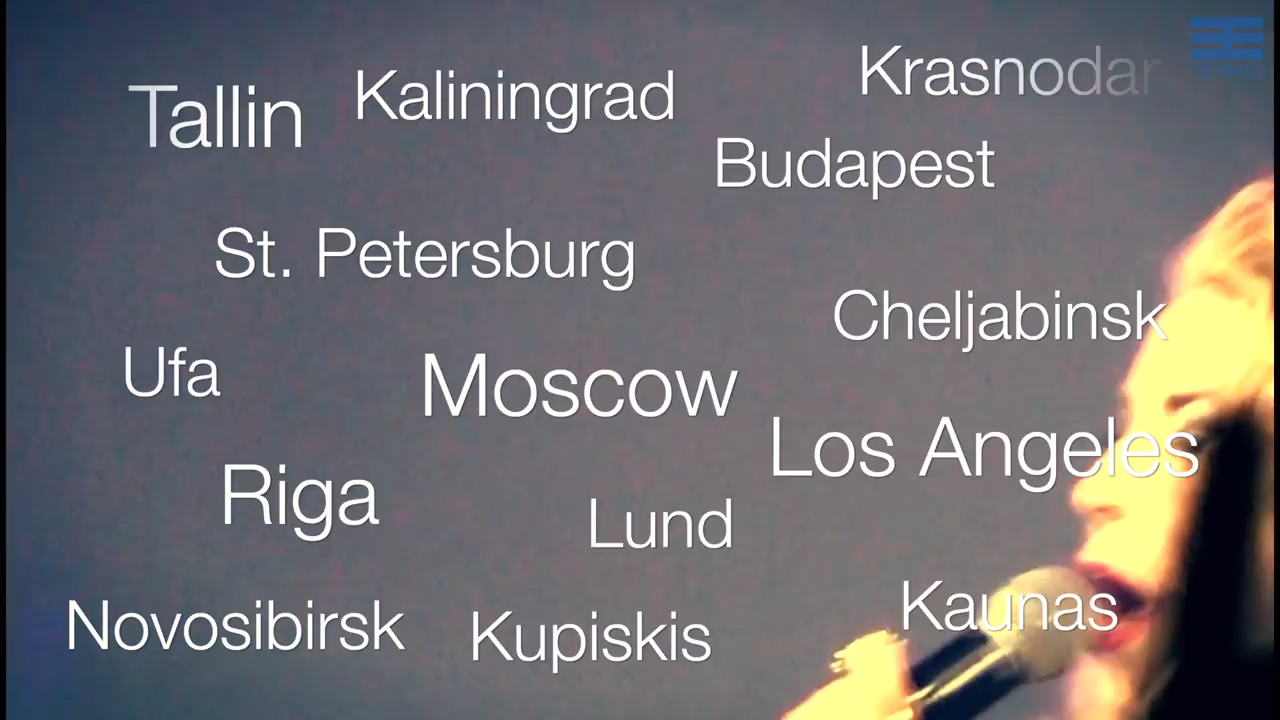 Krasnodar
Tallin
Kaliningrad
Budapest
St. Petersburg
Cheljabinsk
Ufa
Moscow
Los Angeles
Riga
Lund
Kaunas
Novosibirsk
Kupiskis